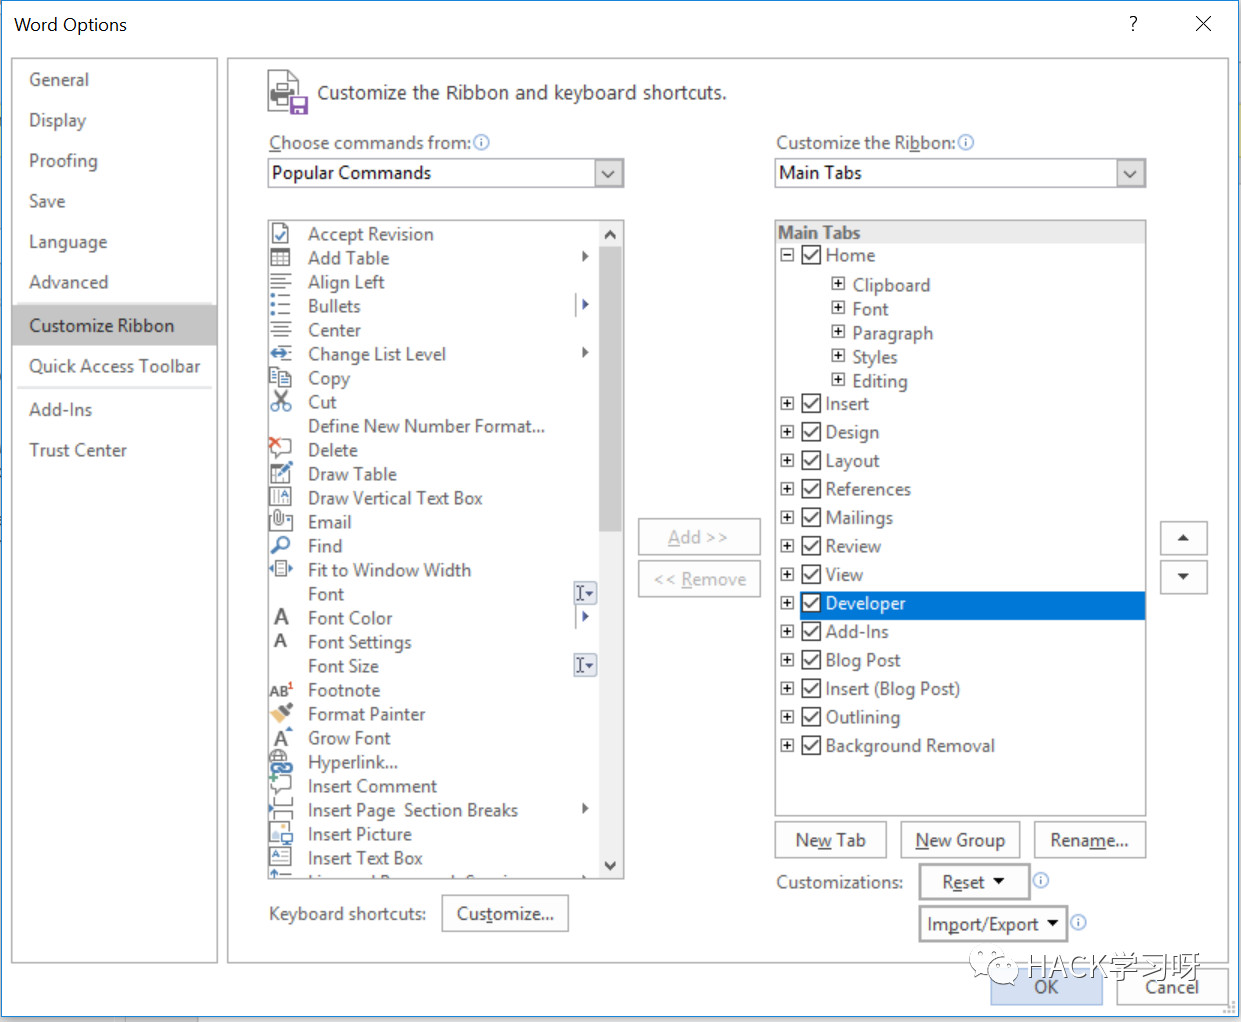 Word Options
?
General
Display
Proofing
Save
Language
Advanced
Customize Ribbon
Quick Access Toolbar
Add-Ins
Trust Center
Customize the Ribbon and keyboard shortcuts.
Choose commands from:
Popular Commands
Accept Revision
Add Table
Align Left
Bullets
Center
Change List Level
Copy
Cut
Define New Number Format...
Delete
Draw Table
Draw Vertical Text Box
Email
Find
Fit to Window Width
Font
Font Color
Font Settings
Font Size
Footnote
Format Painter
Grow Font
Hyperlink...
Insert Comment
Insert Page  Section Breaks
Insert Picture
Insert Text Box
Keyboard shortcuts:
Customize...
Add >>
<< Remove
Customize the Ribbon:
Main Tabs
Main Tabs
Home
Clipboard
Font
Paragraph
Styles
Editing
Insert
Design
Layout
References
Mailings
Review
View
Developer
Add-Ins
Blog Post
Insert (Blog Post)
Outlining
Background Removal
New Tab
New Group
Rename...
Customizations:
Reset
Import/Export
HACK学习呀
OK
Cancel